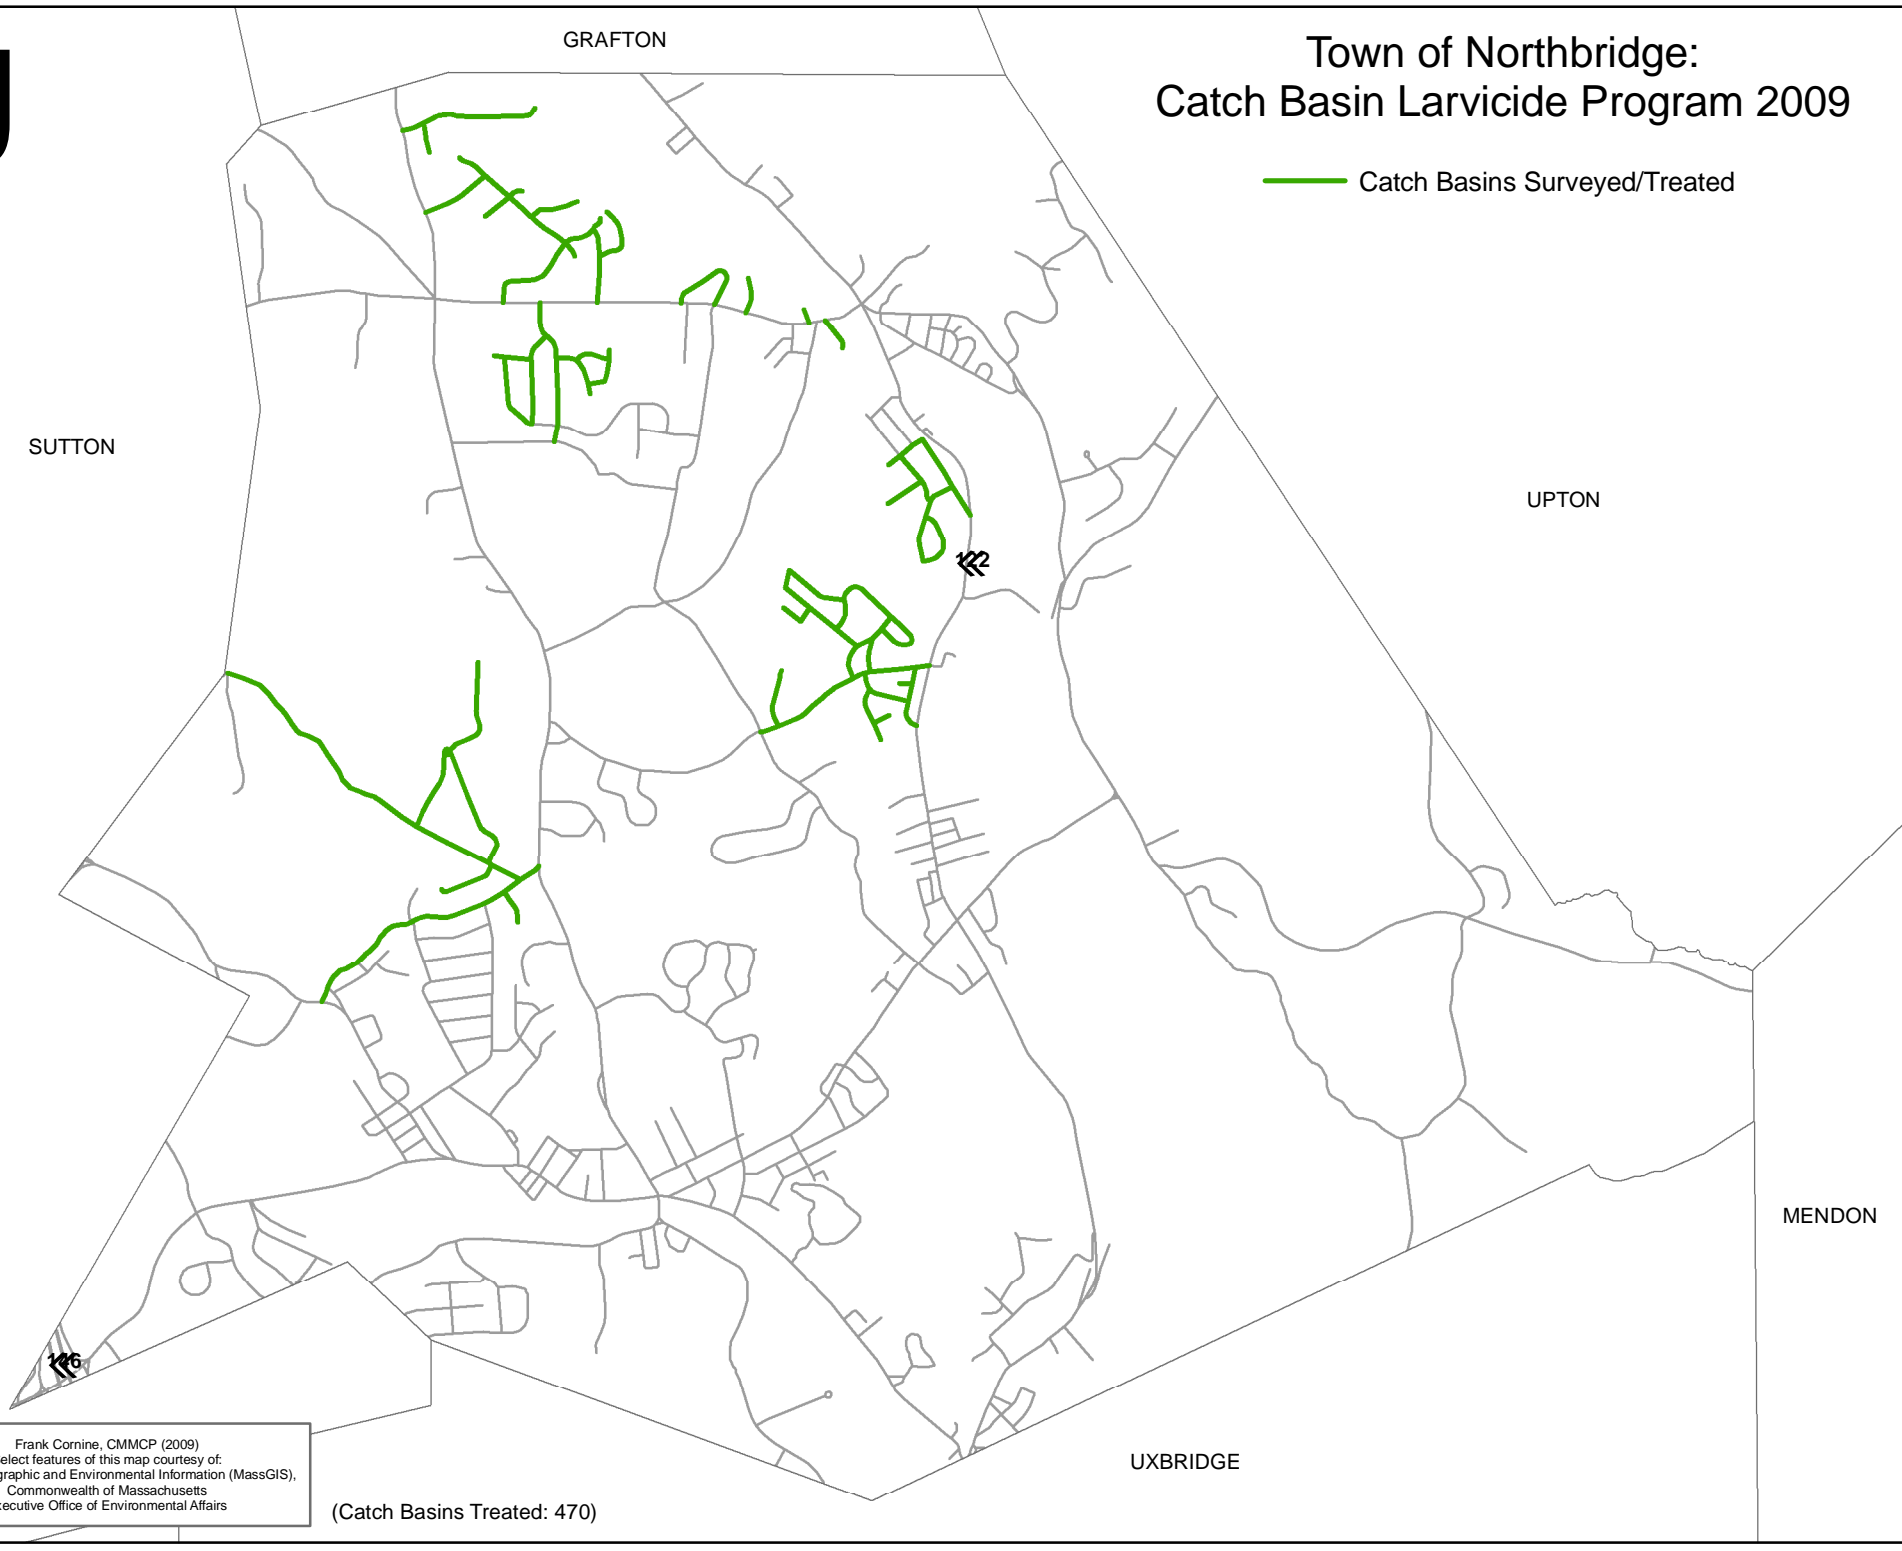 GRAFTON
Town of Northbridge:
Catch Basin Larvicide Program 2009
Catch Basins Surveyed/Treated
SUTTON
UPTON
MENDON
UXBRIDGE
Frank Cornine, CMMCP (2009)
elect features of this map courtesy of:
graphic and Environmental Information (MassGIS),
Commonwealth of Massachusetts
ecutive Office of Environmental Affairs
(Catch Basins Treated: 470)